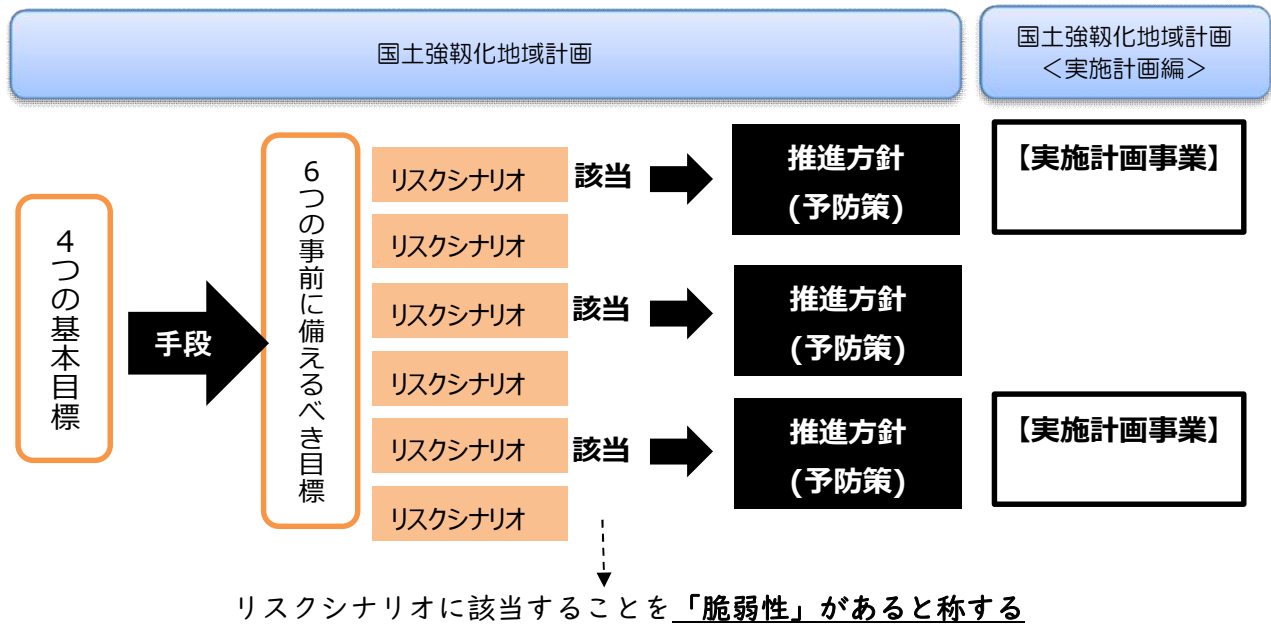 国土強靱化地域計画
国土強靱化地域計画
＜実施計画編＞
4つの基本目標
手段
6つの事前に備えるべき目標
リスクシナリオ
該当
推進方針
(予防策)
【実施計画事業】
リスクシナリオ
リスクシナリオ
該当
推進方針
(予防策)
リスクシナリオ
リスクシナリオ
該当
推進方針
(予防策)
【実施計画事業】
リスクシナリオ
リスクシナリオに該当することを「脆弱性」があると称する